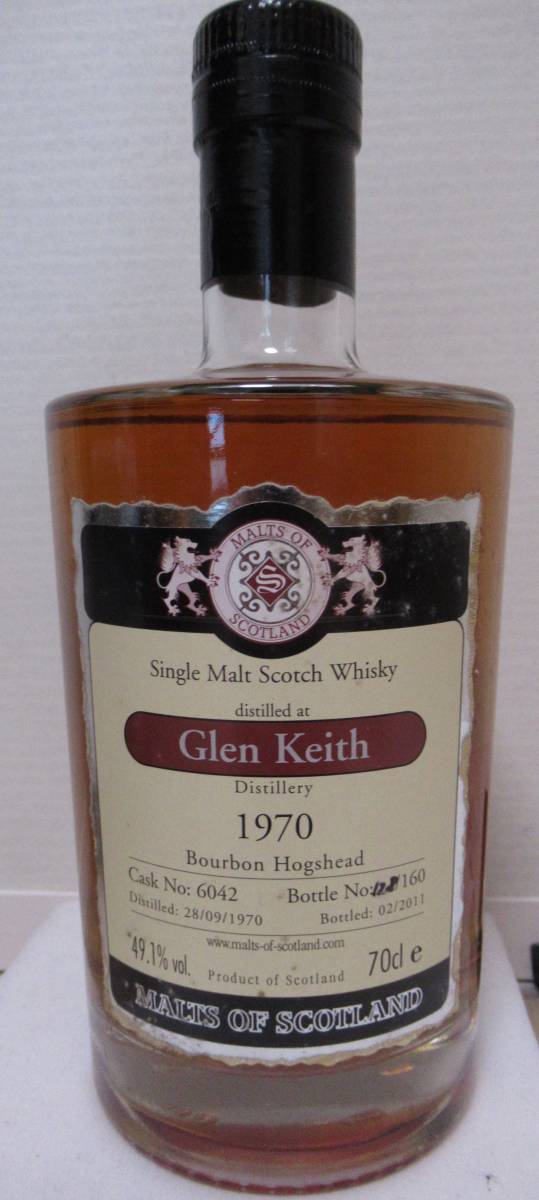 MALTS OF
S
SCOTLAND
Single Malt Scotch Whisky
distilled at
Glen Keith
Distillery
1970
Bourbon Hogshead
Cask No: 6042 Bottle No: 128/160
Distilled: 28/09/1970 Bottled: 02/2011
www.malts-of-scotland.com
49.1% vol. Product of Scotland 70cl e
MALTS OF SCOTLAND